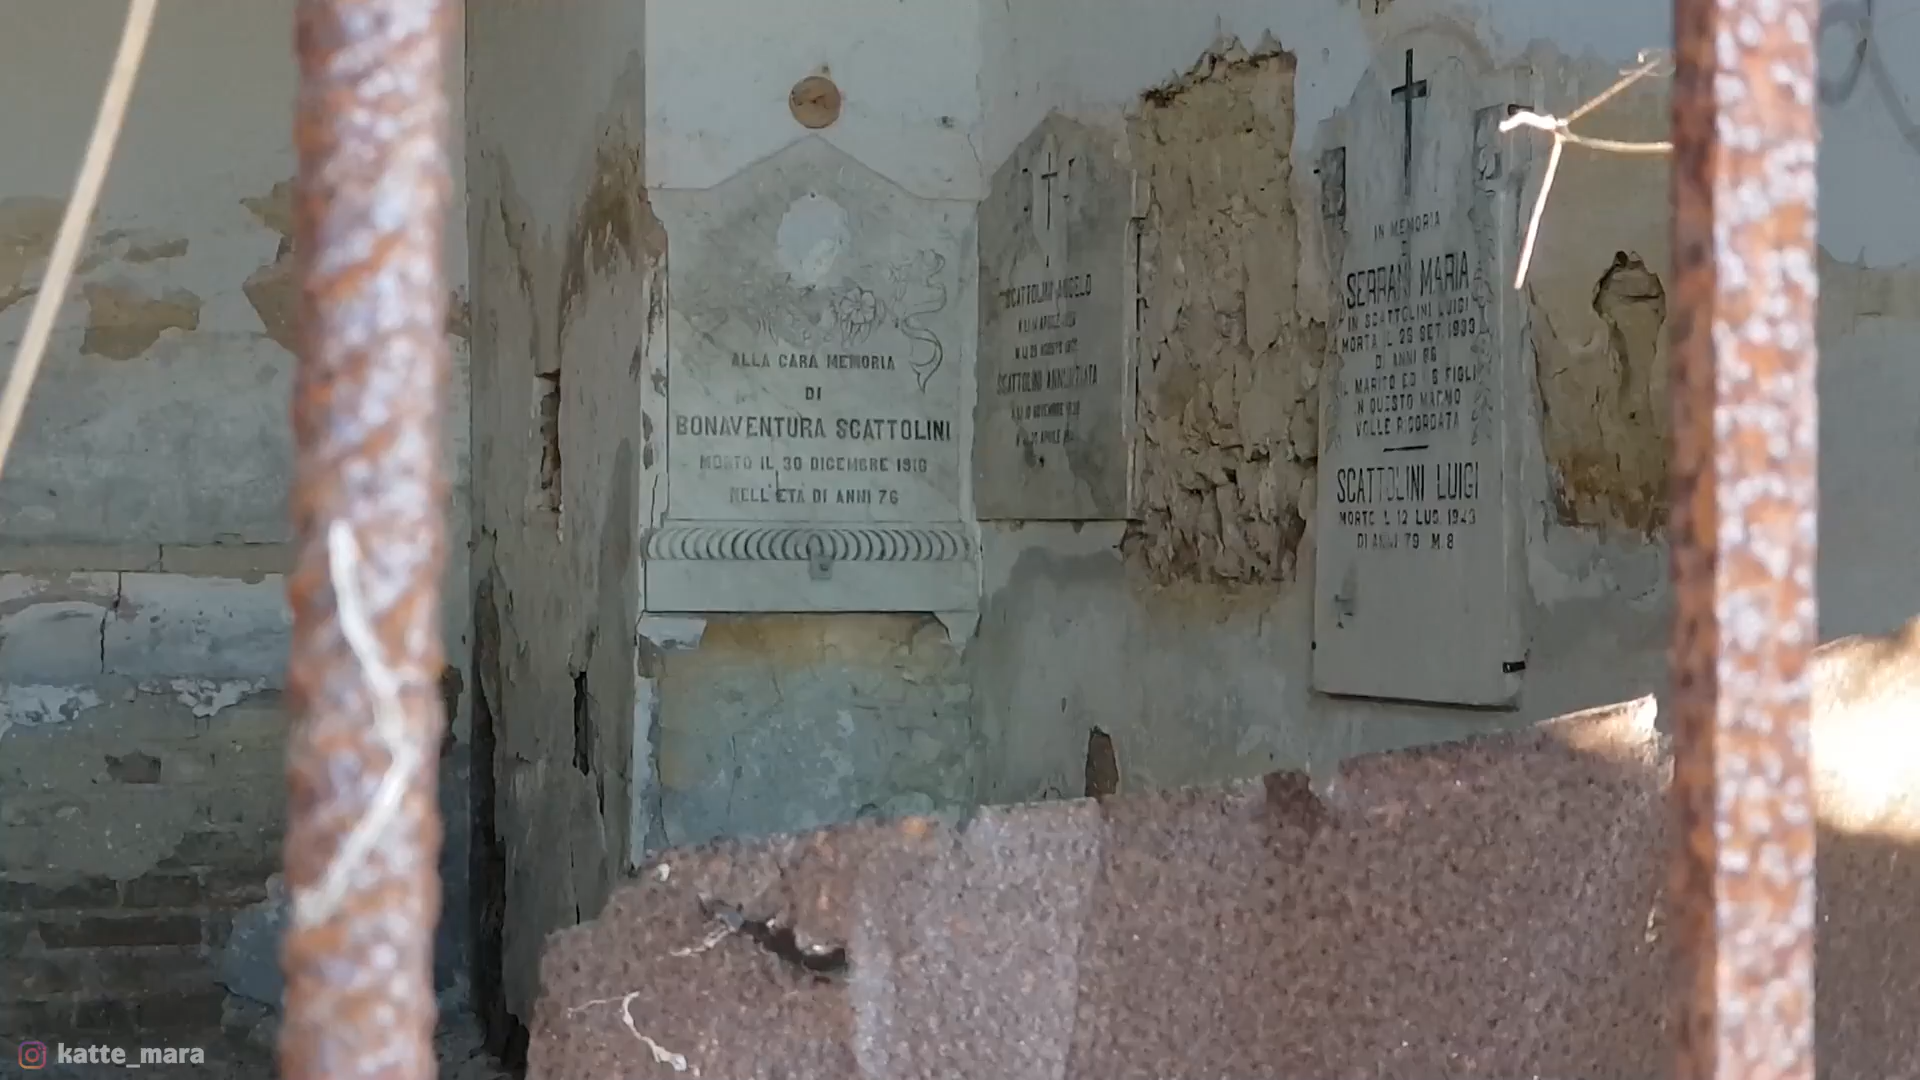 ALLA CARA MEMORIA
DI
BONAVENTURA SCATTOLINI
MORTO IL 30 DICEMBRE 1916
NELL'ETA DI ANNI 76
SCATTOLINI ANGELO
SCATTOLINI ANNUNZIATA
IN MEMORIA
DI
SERRANI MARIA
IN SCATTOLINI LUIGI
MORTA IL 26 SET. 1933
DI ANNI 66
IL MARITO ED I 6 FIGLI
IN QUESTO MARMO
VOLLE RICORDATA
SCATTOLINI LUIGI
MORTO IL 12 LUG. 1943
DI ANNI 79 M.8
katte_mara